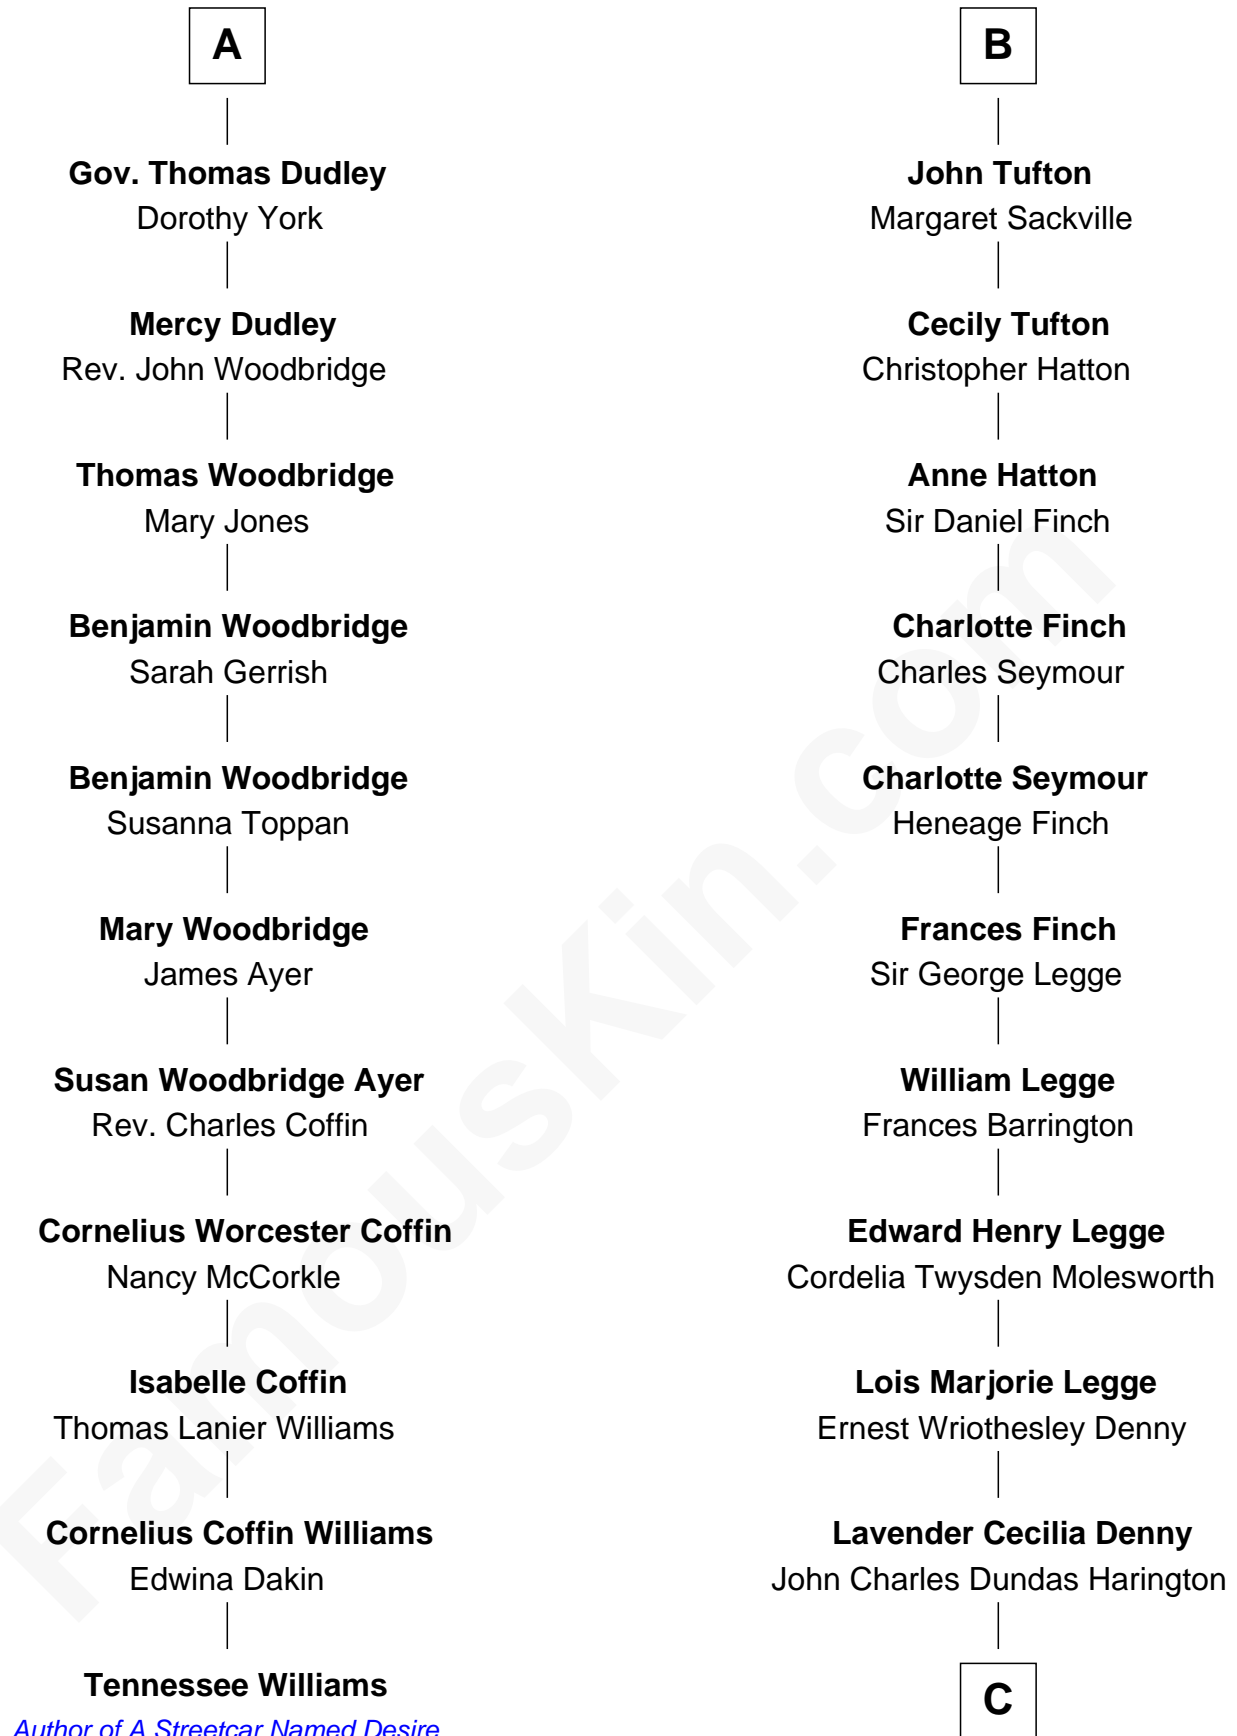 A
Gov. Thomas Dudley
Dorothy York
Mercy Dudley
Rev. John Woodbridge
Thomas Woodbridge
Mary Jones
Benjamin Woodbridge
Sarah Gerrish
Benjamin Woodbridge
Susanna Toppan
Mary Woodbridge
James Ayer
Susan Woodbridge Ayer
Rev. Charles Coffin
Cornelius Worcester Coffin
Nancy McCorkle
Isabelle Coffin
Thomas Lanier Williams
Cornelius Coffin Williams
Edwina Dakin
Tennessee Williams
Author of A Streetcar Named Desire
B
John Tufton
Margaret Sackville
Cecily Tufton
Christopher Hatton
Anne Hatton
Sir Daniel Finch
Charlotte Finch
Charles Seymour
Charlotte Seymour
Heneage Finch
Frances Finch
Sir George Legge
William Legge
Frances Barrington
Edward Henry Legge
Cordelia Twysden Molesworth
Lois Marjorie Legge
Ernest Wriothesley Denny
Lavender Cecilia Denny
John Charles Dundas Harington
C
FamousKin.com